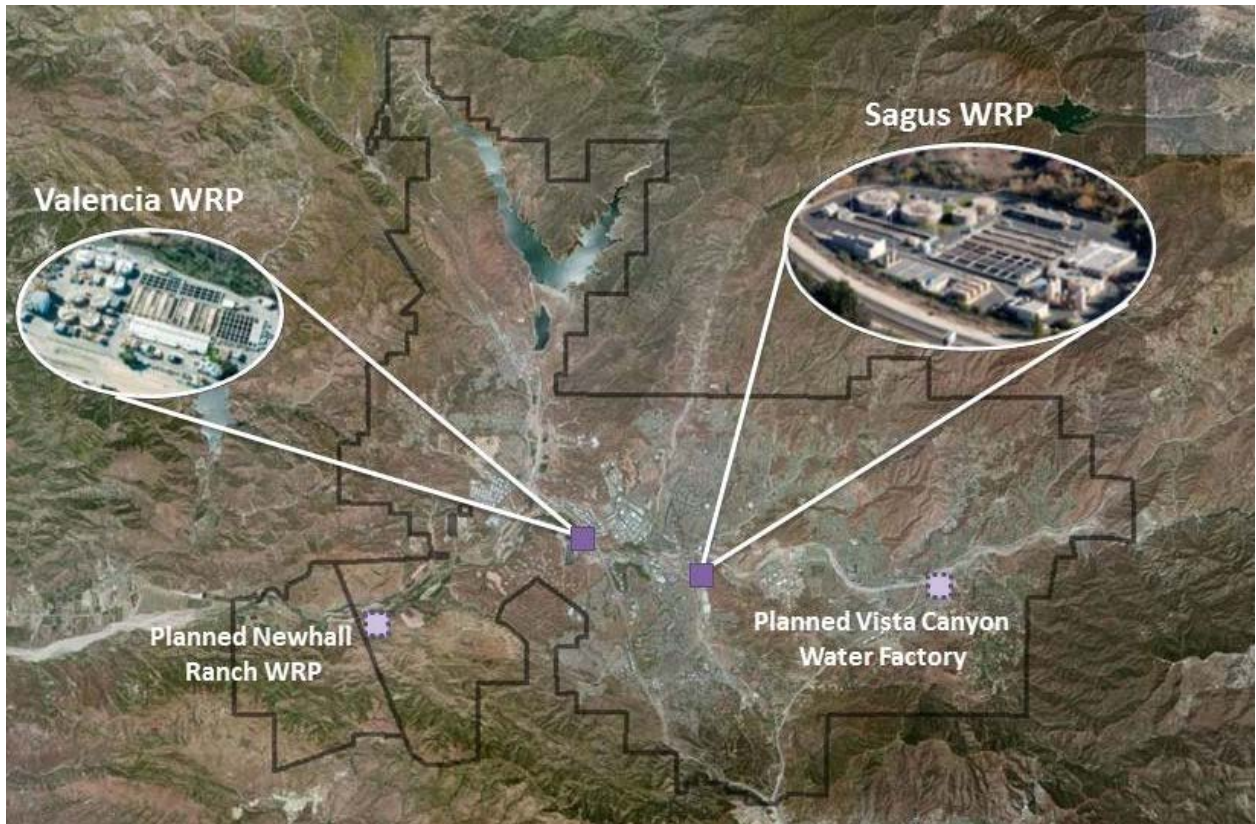 Sagus WRP
Valencia WRP
Planned Newhall
Ranch WRP
Planned Vista Canyon
Water Factory